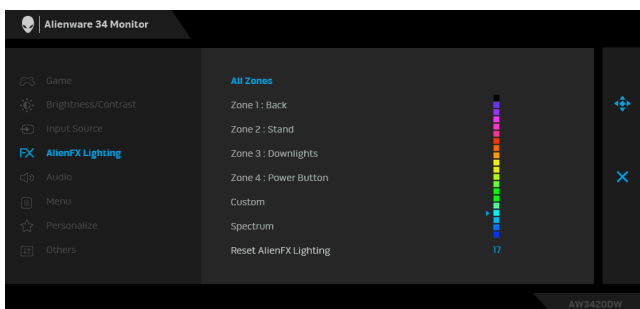 Alienware 34 Monitor
Game
Brightness/Contrast
Input Source
FX AlienFX Lighting
Audio
Menu
Personalize
Others
All Zones
Zone 1 : Back
Zone 2 : Stand
Zone 3 : Downlights
Zone 4 : Power Button
Custom
Spectrum
Reset AlienFX Lighting
17
AW3420DW